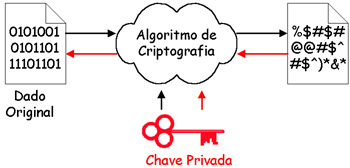 0101001
0101101
11101101
Dado
Original
Algoritmo de
Criptografia
%$#$#
@@#$^
#$^)*&*
Chave Privada